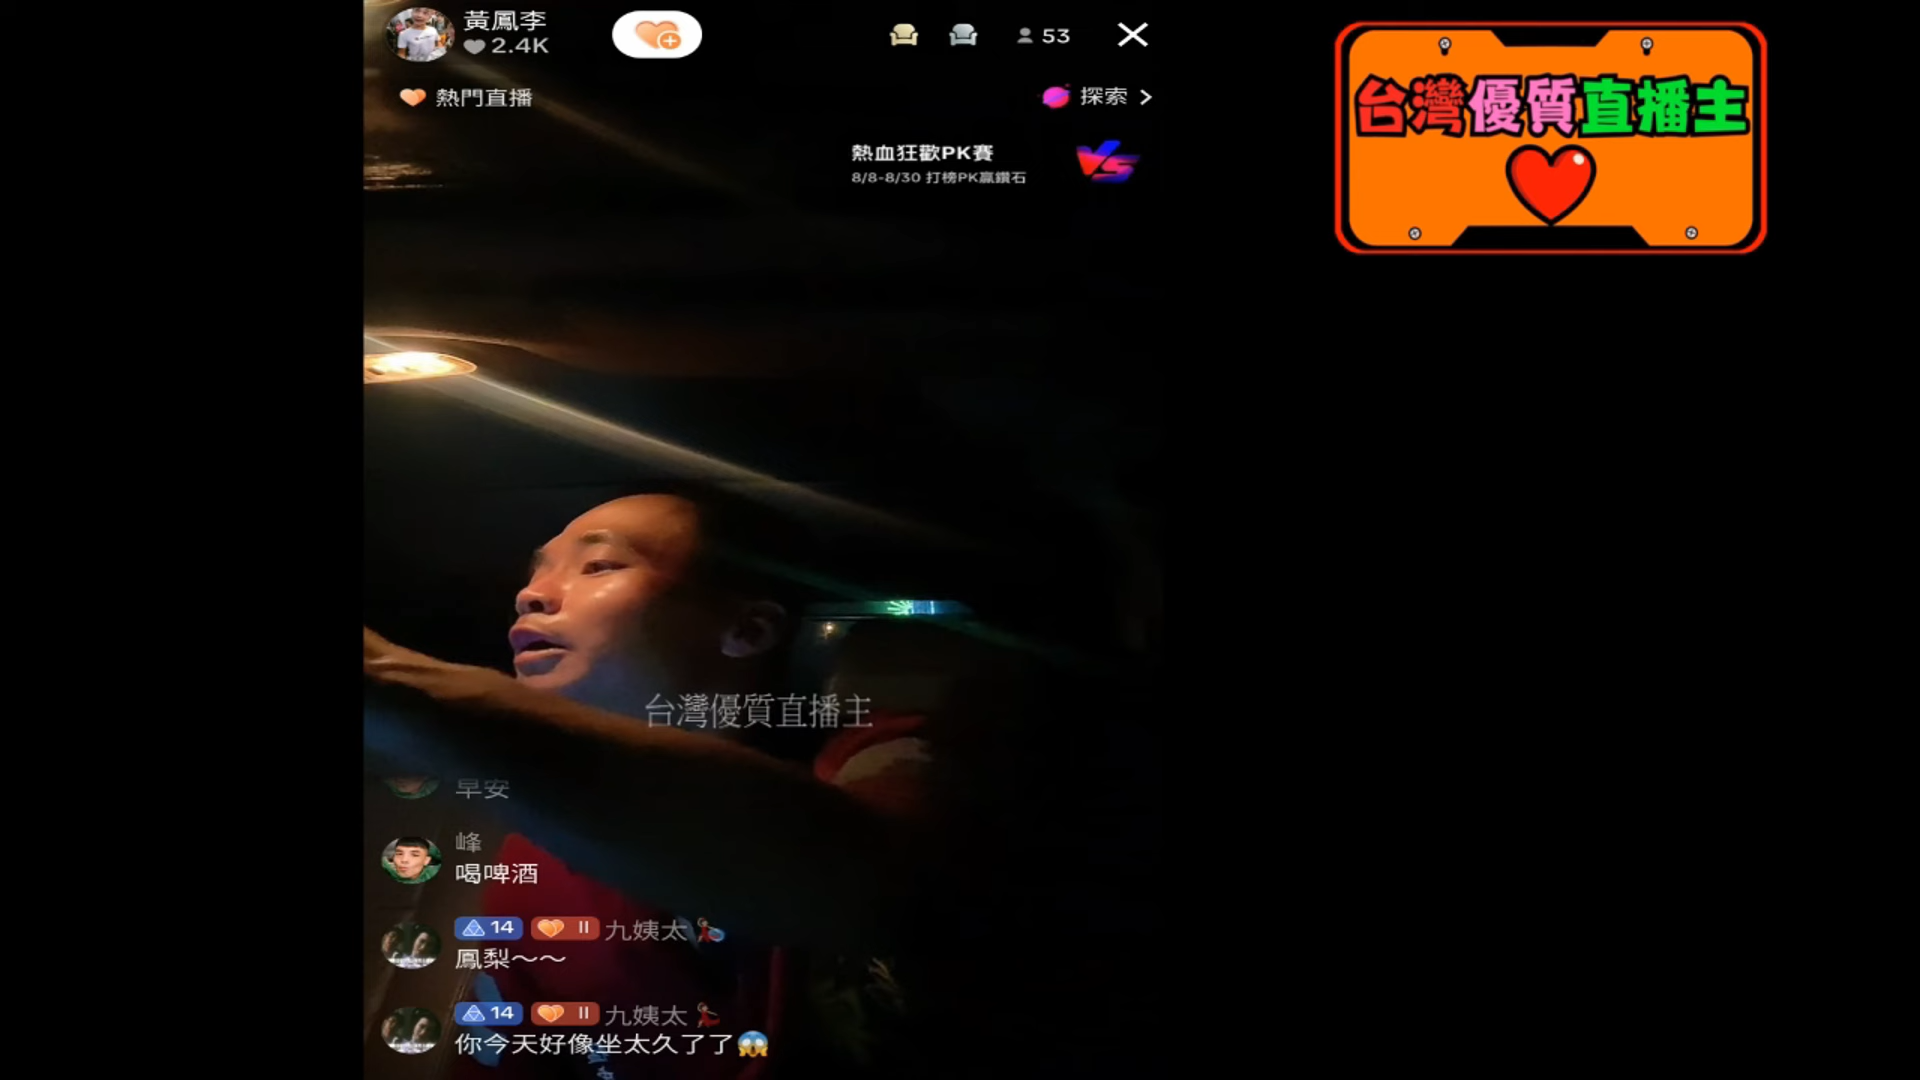 黃鳳李
2.4K
53
熱門直播
探索
熱血狂歡PK賽
8/8-8/30 打榜PK贏鑽石
VS
台灣優質直播主
台灣優質直播主
早安
峰
喝啤酒
14 II 九姨太
鳳梨～～
14 II 九姨太
你今天好像坐太久了了😱